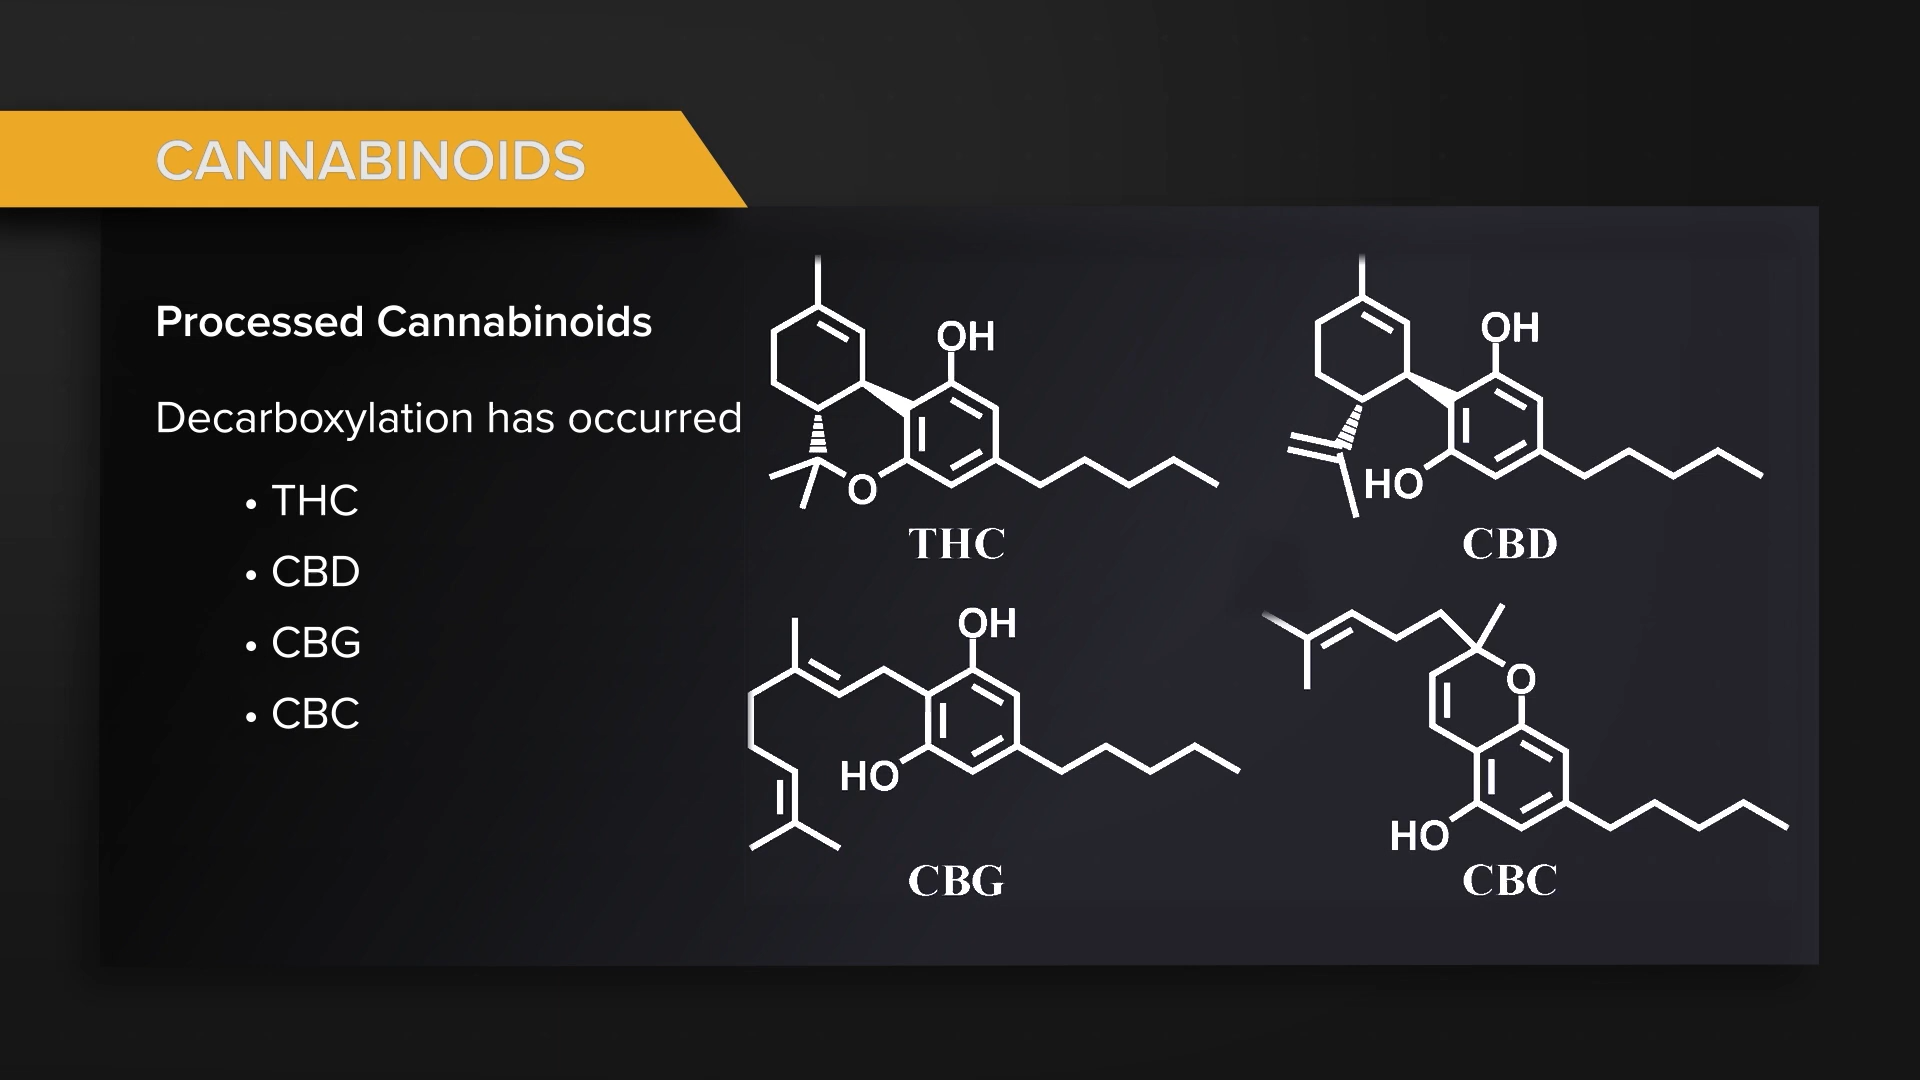 CANNABINOIDS
Processed Cannabinoids
Decarboxylation has occurred
• THC
• CBD
• CBG
• CBC
OH
O
THC
OH
HO
CBD
OH
HO
CBG
O
HO
CBC